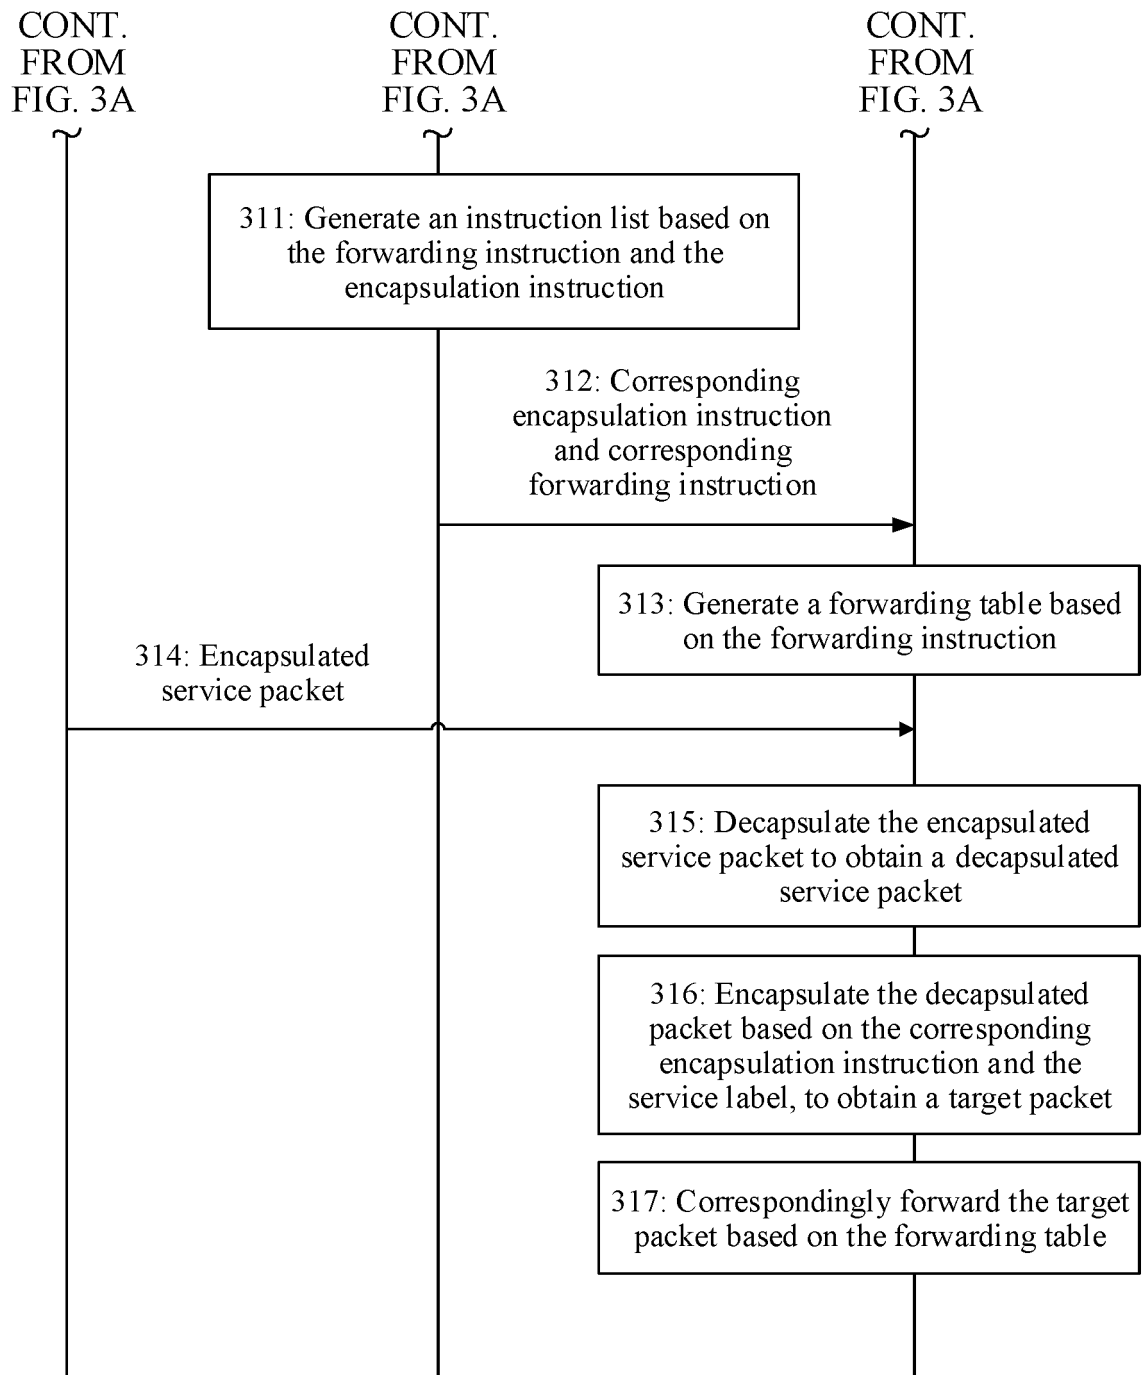 CONT.
FROM
FIG. 3A
CONT.
FROM
FIG. 3A
CONT.
FROM
FIG. 3A
311: Generate an instruction list based on
the forwarding instruction and the
encapsulation instruction
312: Corresponding
encapsulation instruction
and corresponding
forwarding instruction
313: Generate a forwarding table based
on the forwarding instruction
314: Encapsulated
service packet
315: Decapsulate the encapsulated
service packet to obtain a decapsulated
service packet
316: Encapsulate the decapsulated
packet based on the corresponding
encapsulation instruction and the
service label, to obtain a target packet
317: Correspondingly forward the target
packet based on the forwarding table